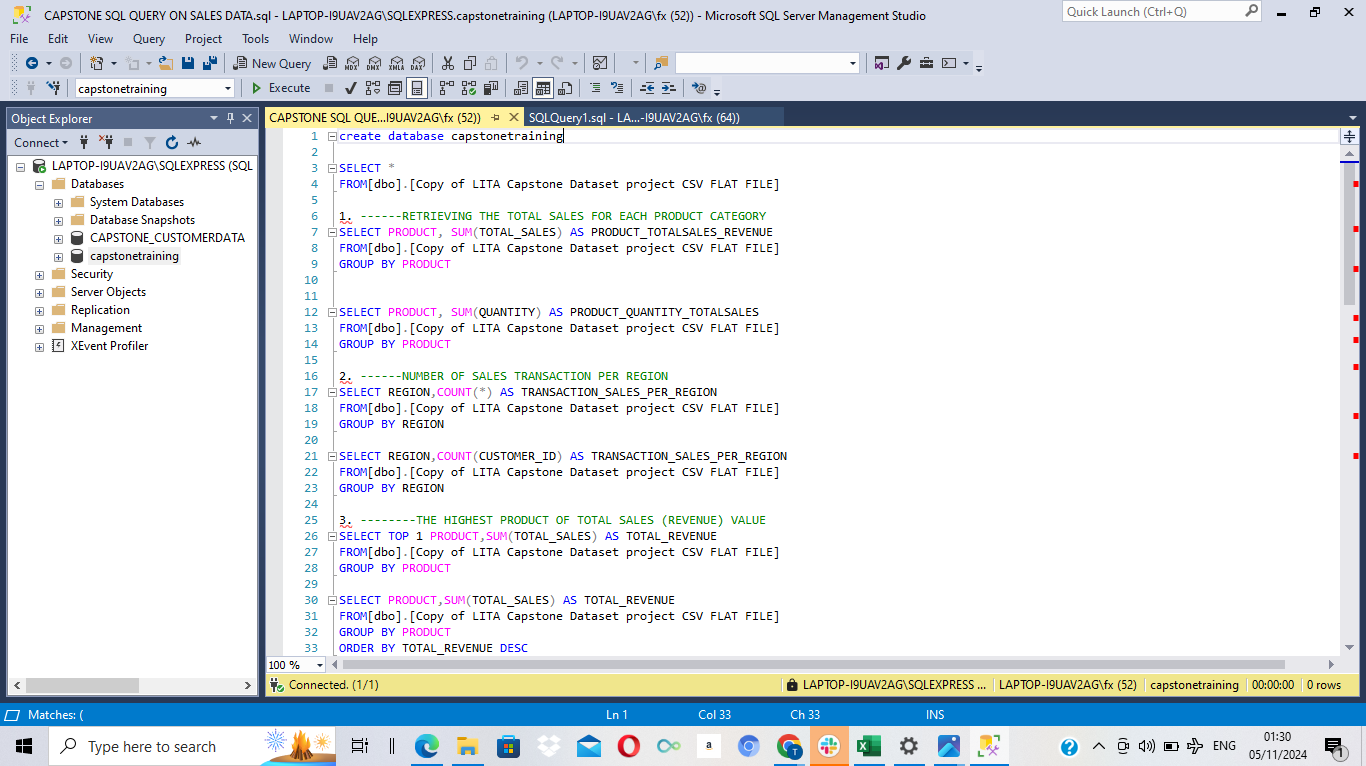 CAPSTONE SQL QUERY ON SALES DATA.sql - LAPTOP-I9UAV2AG\SQLEXPRESS.capstonetraining (LAPTOP-I9UAV2AG\fx (52)) - Microsoft SQL Server Management Studio
Quick Launch (Ctrl+Q)
File Edit View Query Project Tools Window Help
New Query
MDX DMX XMLA DAX
capstonetraining
Execute
Object Explorer
CAPSTONE SQL QUE...I9UAV2AG\fx (52))
SQLQuery1.sql - LA...-I9UAV2AG\fx (64))
Connect
LAPTOP-I9UAV2AG\SQLEXPRESS (SQL
Databases
System Databases
Database Snapshots
CAPSTONE_CUSTOMERDATA
capstonetraining
Security
Server Objects
Replication
Management
XEvent Profiler
1 create database capstonetraining
2
3 SELECT *
4 FROM[dbo].[Copy of LITA Capstone Dataset project CSV FLAT FILE]
5
6 1. ------RETRIEVING THE TOTAL SALES FOR EACH PRODUCT CATEGORY
7 SELECT PRODUCT, SUM(TOTAL_SALES) AS PRODUCT_TOTALSALES_REVENUE
8 FROM[dbo].[Copy of LITA Capstone Dataset project CSV FLAT FILE]
9 GROUP BY PRODUCT
10
11
12 SELECT PRODUCT, SUM(QUANTITY) AS PRODUCT_QUANTITY_TOTALSALES
13 FROM[dbo].[Copy of LITA Capstone Dataset project CSV FLAT FILE]
14 GROUP BY PRODUCT
15
16 2. ------NUMBER OF SALES TRANSACTION PER REGION
17 SELECT REGION,COUNT(*) AS TRANSACTION_SALES_PER_REGION
18 FROM[dbo].[Copy of LITA Capstone Dataset project CSV FLAT FILE]
19 GROUP BY REGION
20
21 SELECT REGION,COUNT(CUSTOMER_ID) AS TRANSACTION_SALES_PER_REGION
22 FROM[dbo].[Copy of LITA Capstone Dataset project CSV FLAT FILE]
23 GROUP BY REGION
24
25 3. --------THE HIGHEST PRODUCT OF TOTAL SALES (REVENUE) VALUE
26 SELECT TOP 1 PRODUCT,SUM(TOTAL_SALES) AS TOTAL_REVENUE
27 FROM[dbo].[Copy of LITA Capstone Dataset project CSV FLAT FILE]
28 GROUP BY PRODUCT
29
30 SELECT PRODUCT,SUM(TOTAL_SALES) AS TOTAL_REVENUE
31 FROM[dbo].[Copy of LITA Capstone Dataset project CSV FLAT FILE]
32 GROUP BY PRODUCT
33 ORDER BY TOTAL_REVENUE DESC
100 %
Connected. (1/1)
LAPTOP-I9UAV2AG\SQLEXPRESS ... LAPTOP-I9UAV2AG\fx (52) capstonetraining 00:00:00 0 rows
Matches: (
Ln 1 Col 33 Ch 33 INS
Type here to search
a
ENG
01:30
05/11/2024
1